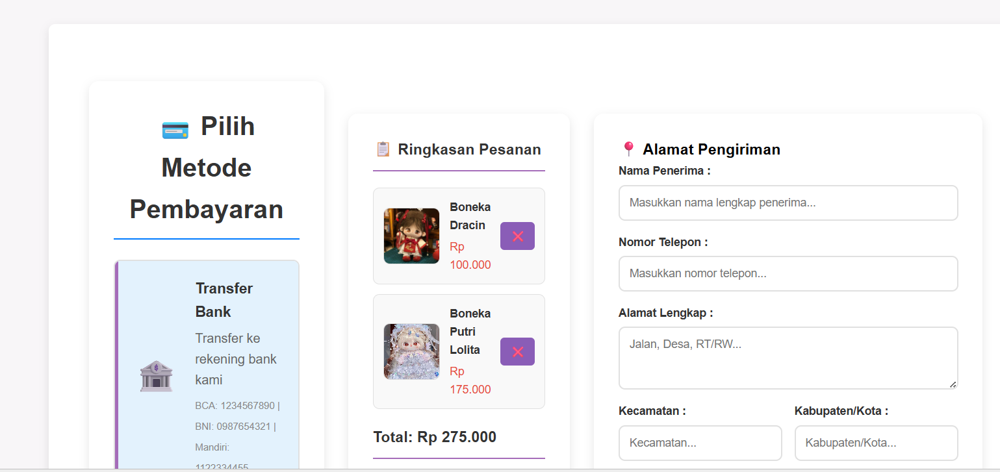 Pilih
Metode
Pembayaran
Transfer
Bank
Transfer ke
rekening bank
kami
BCA: 1234567890 |
BNI: 0987654321 |
Mandiri:
1122334455
Ringkasan Pesanan
Boneka
Dracin
Rp
100.000
Boneka
Putri
Lolita
Rp
175.000
Total: Rp 275.000
Alamat Pengiriman
Nama Penerima :
Masukkan nama lengkap penerima...
Nomor Telepon :
Masukkan nomor telepon...
Alamat Lengkap :
Jalan, Desa, RT/RW...
Kecamatan :
Kabupaten/Kota :
Kecamatan...
Kabupaten/Kota...